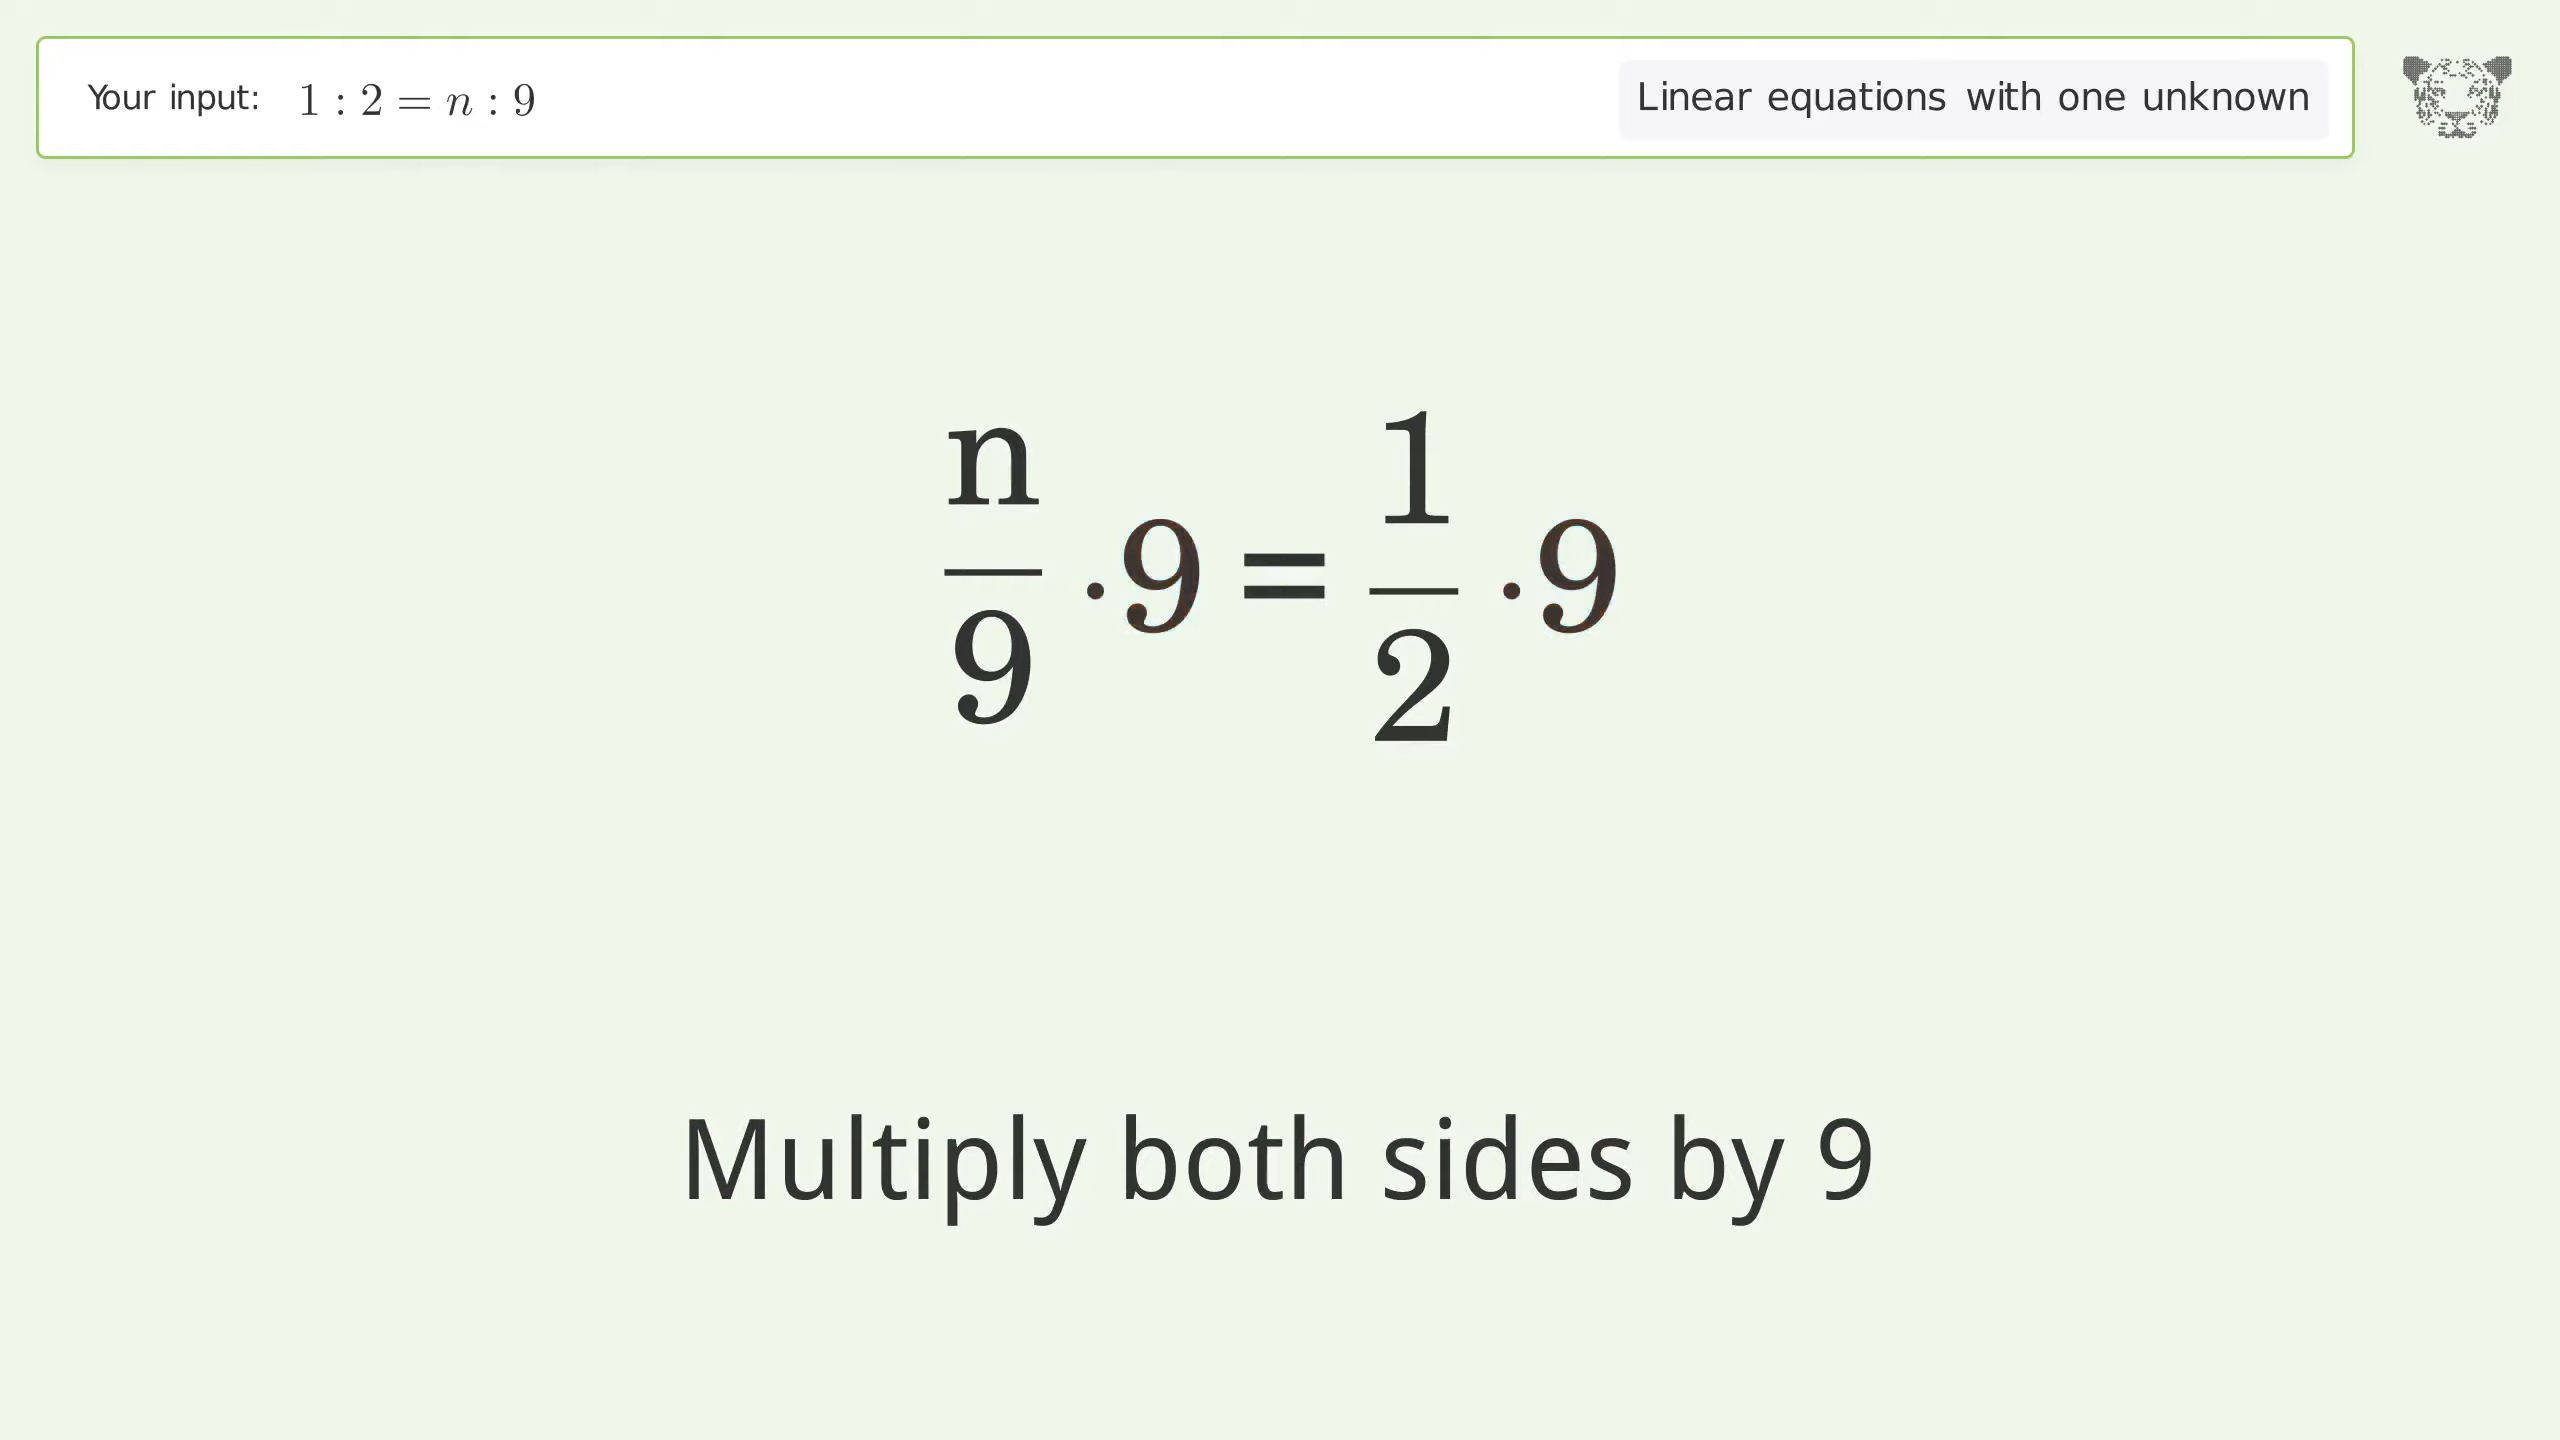 Your input: 1 : 2 = n : 9
Linear equations with one unknown
n/9 ·9 = 1/2 ·9
Multiply both sides by 9